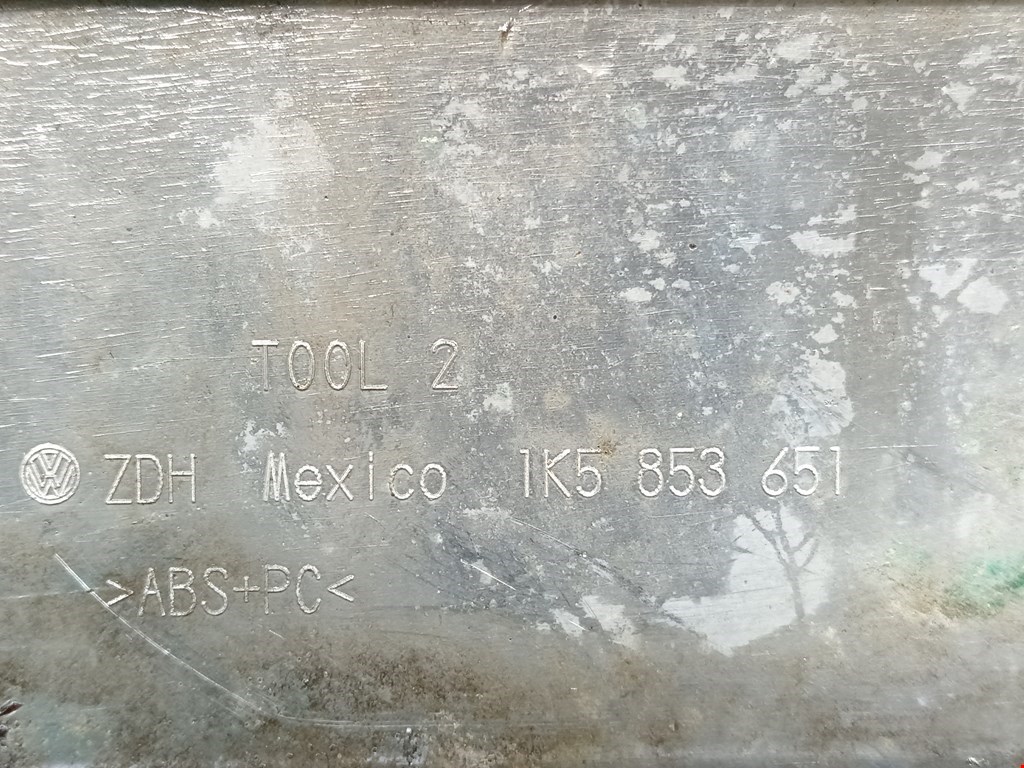 TOOL 2
ZDH Mexico 1K5 853 651
>ABS+PC<